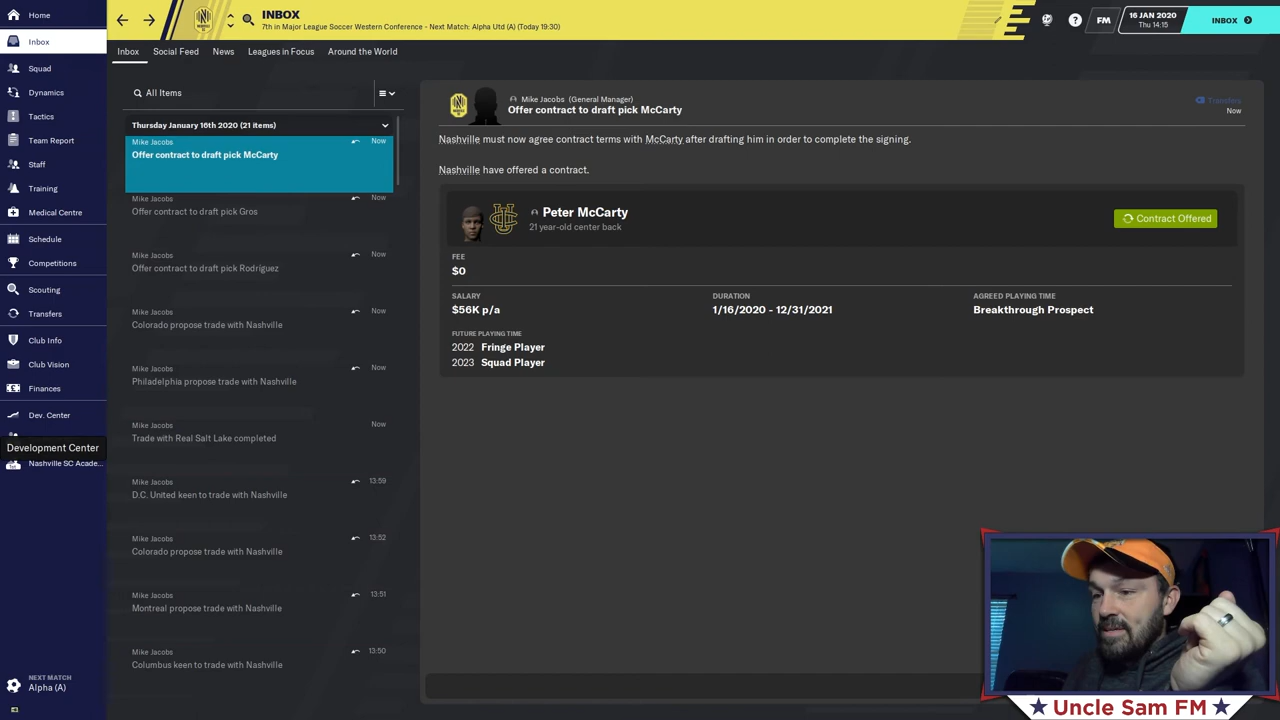 INBOX
7th in Major League Soccer Western Conference - Next Match: Alpha Utd (A) (Today 19:30)
FM
16 JAN 2020
Thu 14:15
INBOX
Home
Inbox
Squad
Dynamics
Tactics
Team Report
Staff
Training
Medical Centre
Schedule
Competitions
Scouting
Transfers
Club Info
Club Vision
Finances
Dev. Center
Development Center
Nashville SC Acade...
NEXT MATCH
Alpha (A)
Inbox
Social Feed
News
Leagues in Focus
Around the World
All Items
Thursday January 16th 2020 (21 items)
Mike Jacobs
Now
Offer contract to draft pick McCarty
Mike Jacobs
Now
Offer contract to draft pick Gros
Mike Jacobs
Now
Offer contract to draft pick Rodríguez
Mike Jacobs
Now
Colorado propose trade with Nashville
Mike Jacobs
Now
Philadelphia propose trade with Nashville
Mike Jacobs
Now
Trade with Real Salt Lake completed
Mike Jacobs
13:59
D.C. United keen to trade with Nashville
Mike Jacobs
13:52
Colorado propose trade with Nashville
Mike Jacobs
13:51
Montreal propose trade with Nashville
Mike Jacobs
13:50
Columbus keen to trade with Nashville
Mike Jacobs (General Manager)
Offer contract to draft pick McCarty
Transfers
Now
Nashville must now agree contract terms with McCarty after drafting him in order to complete the signing.
Nashville have offered a contract.
Peter McCarty
21 year-old center back
Contract Offered
FEE
$0
SALARY
$56K p/a
DURATION
1/16/2020 - 12/31/2021
AGREED PLAYING TIME
Breakthrough Prospect
FUTURE PLAYING TIME
2022 Fringe Player
2023 Squad Player
Uncle Sam FM